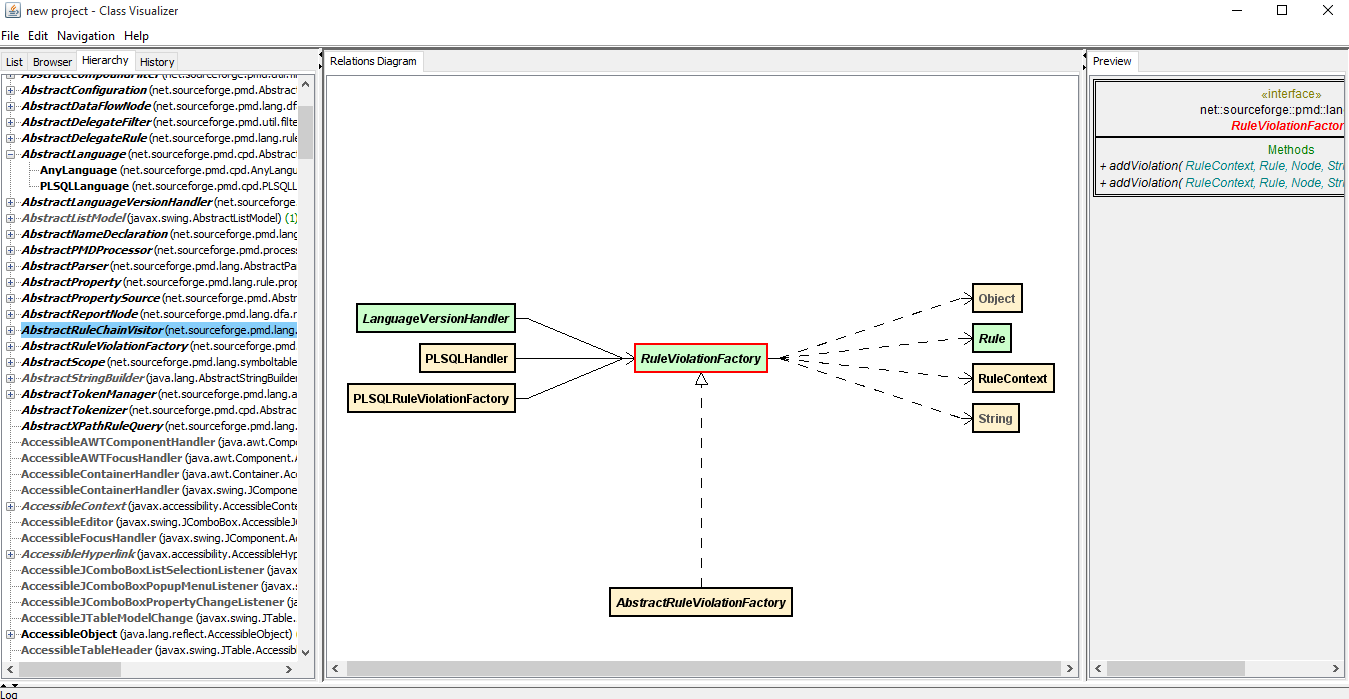 new project - Class Visualizer
File Edit Navigation Help
List Browser Hierarchy History
AbstractCompoundFilter (net.sourceforge.pmd.util.fil
AbstractConfiguration (net.sourceforge.pmd.Abstract
AbstractDataFlowNode (net.sourceforge.pmd.lang.df
AbstractDelegateFilter (net.sourceforge.pmd.util.filte
AbstractDelegateRule (net.sourceforge.pmd.lang.rule
AbstractLanguage (net.sourceforge.pmd.cpd.Abstract
AnyLanguage (net.sourceforge.pmd.cpd.AnyLangu
PLSQLLanguage (net.sourceforge.pmd.cpd.PLSQLL
AbstractLanguageVersionHandler (net.sourceforge
AbstractListModel (javax.swing.AbstractListModel) (1)
AbstractNameDeclaration (net.sourceforge.pmd.lang
AbstractPMDProcessor (net.sourceforge.pmd.proces
AbstractParser (net.sourceforge.pmd.lang.AbstractPa
AbstractProperty (net.sourceforge.pmd.lang.rule.prop
AbstractPropertySource (net.sourceforge.pmd.Abstr
AbstractReportNode (net.sourceforge.pmd.lang.dfa.r
AbstractRuleChainVisitor (net.sourceforge.pmd.lang.
AbstractRuleViolationFactory (net.sourceforge.pmd.
AbstractScope (net.sourceforge.pmd.lang.symboltable
AbstractStringBuilder (java.lang.AbstractStringBuilder
AbstractTokenManager (net.sourceforge.pmd.lang.a
AbstractTokenizer (net.sourceforge.pmd.cpd.Abstrac
AbstractXPathRuleQuery (net.sourceforge.pmd.lang
AccessibleAWTComponentHandler (java.awt.Compo
AccessibleAWTFocusHandler (java.awt.Component.A
AccessibleContainerHandler (java.awt.Container.Ac
AccessibleContainerHandler (javax.swing.JCompone
AccessibleContext (javax.accessibility.AccessibleConte
AccessibleEditor (javax.swing.JComboBox.AccessibleJC
AccessibleFocusHandler (javax.swing.JComponent.Ac
AccessibleHyperlink (javax.accessibility.AccessibleHyp
AccessibleJComboBoxListSelectionListener (javax
AccessibleJComboBoxPopupMenuListener (javax.s
AccessibleJComboBoxPropertyChangeListener (ja
AccessibleJTableModelChange (javax.swing.JTable.
AccessibleObject (java.lang.reflect.AccessibleObject) (
AccessibleTableHeader (javax.swing.JTable.Accessib
Log
Relations Diagram
LanguageVersionHandler
PLSQLHandler
PLSQLRuleViolationFactory
RuleViolationFactory
Object
Rule
RuleContext
String
AbstractRuleViolationFactory
Preview
«interface»
net::sourceforge::pmd::lan
RuleViolationFactor
Methods
+ addViolation( RuleContext, Rule, Node, Stri
+ addViolation( RuleContext, Rule, Node, Stri